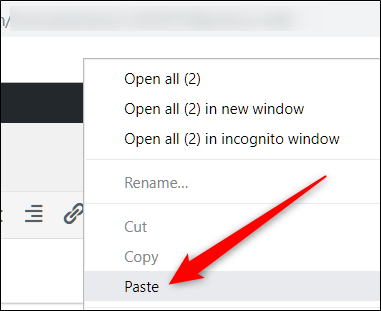 Open all (2)
Open all (2) in new window
Open all (2) in incognito window
Rename...
Cut
Copy
Paste